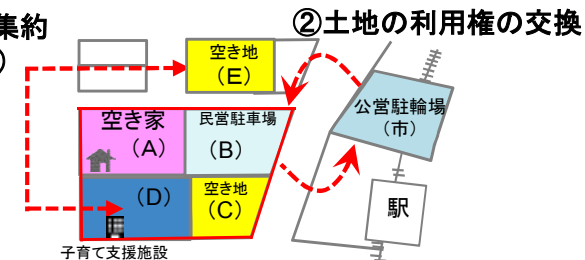 集約
)
②土地の利用権の交換
空き地
(E)
空き家
(A)
民営駐車場
(B)
公営駐輪場
(市)
(D)
空き地
(C)
駅
子育て支援施設